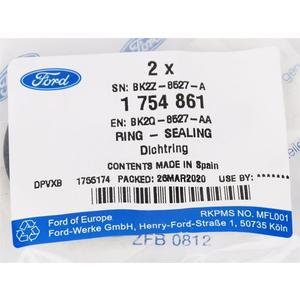 Ford
2 x
SN: BK2Z-8527-A
1 754 861
EN: BK2Q-8527-AA
RING - SEALING
Dichtring
CONTENTS MADE IN Spain
DPVXB 1755174 PACKED: 26MAR2020 USE BY:*******
RKPMS NO. MFL001
Ford of Europe
Ford-Werke GmbH, Henry-Ford-Straße 1, 50735 Köln
ZFB 0812